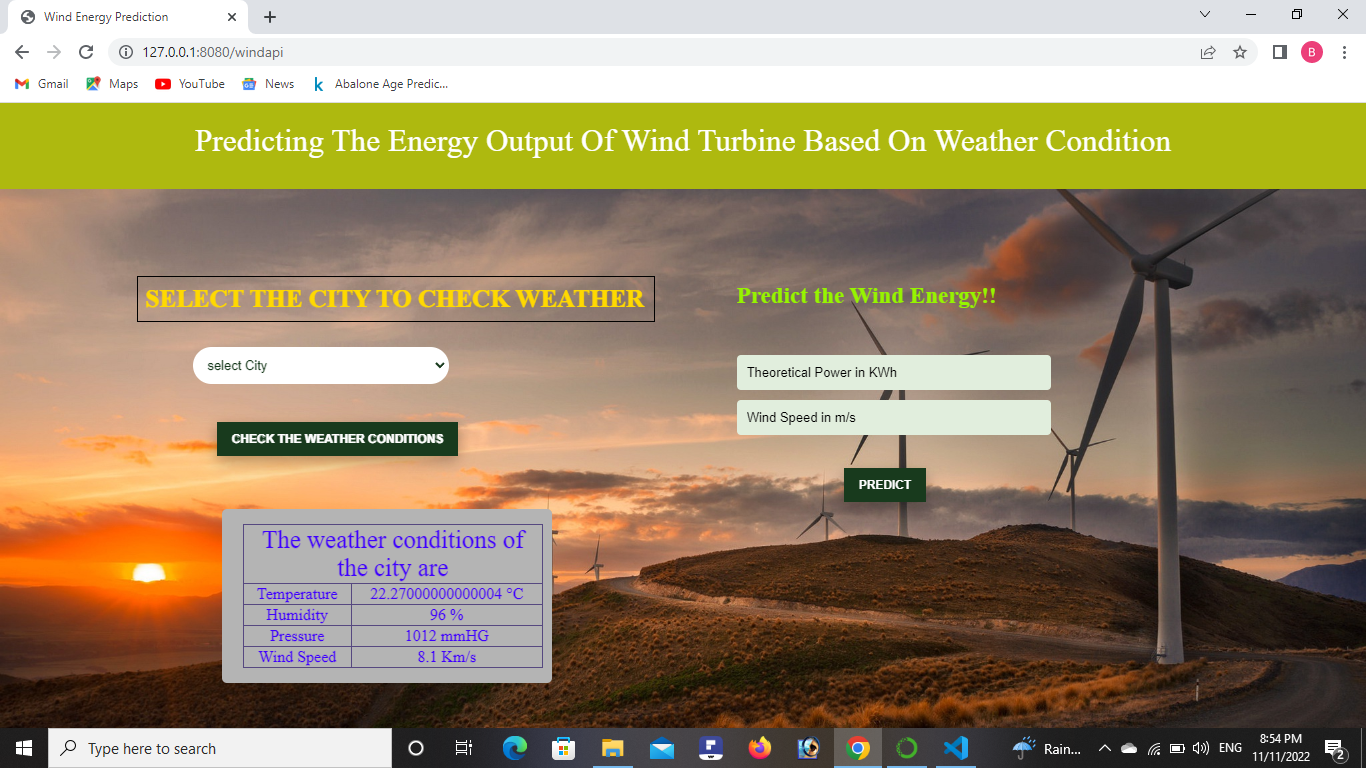 Wind Energy Prediction
127.0.0.1:8080/windapi
B
Gmail Maps YouTube News Abalone Age Predic...
Predicting The Energy Output Of Wind Turbine Based On Weather Condition
SELECT THE CITY TO CHECK WEATHER
select City
CHECK THE WEATHER CONDITIONS
The weather conditions of
the city are
Temperature 22.27000000000004 °C
Humidity 96 %
Pressure 1012 mmHG
Wind Speed 8.1 Km/s
Predict the Wind Energy!!
Theoretical Power in KWh
Wind Speed in m/s
PREDICT
Type here to search
Rain... ENG
8:54 PM
11/11/2022
2